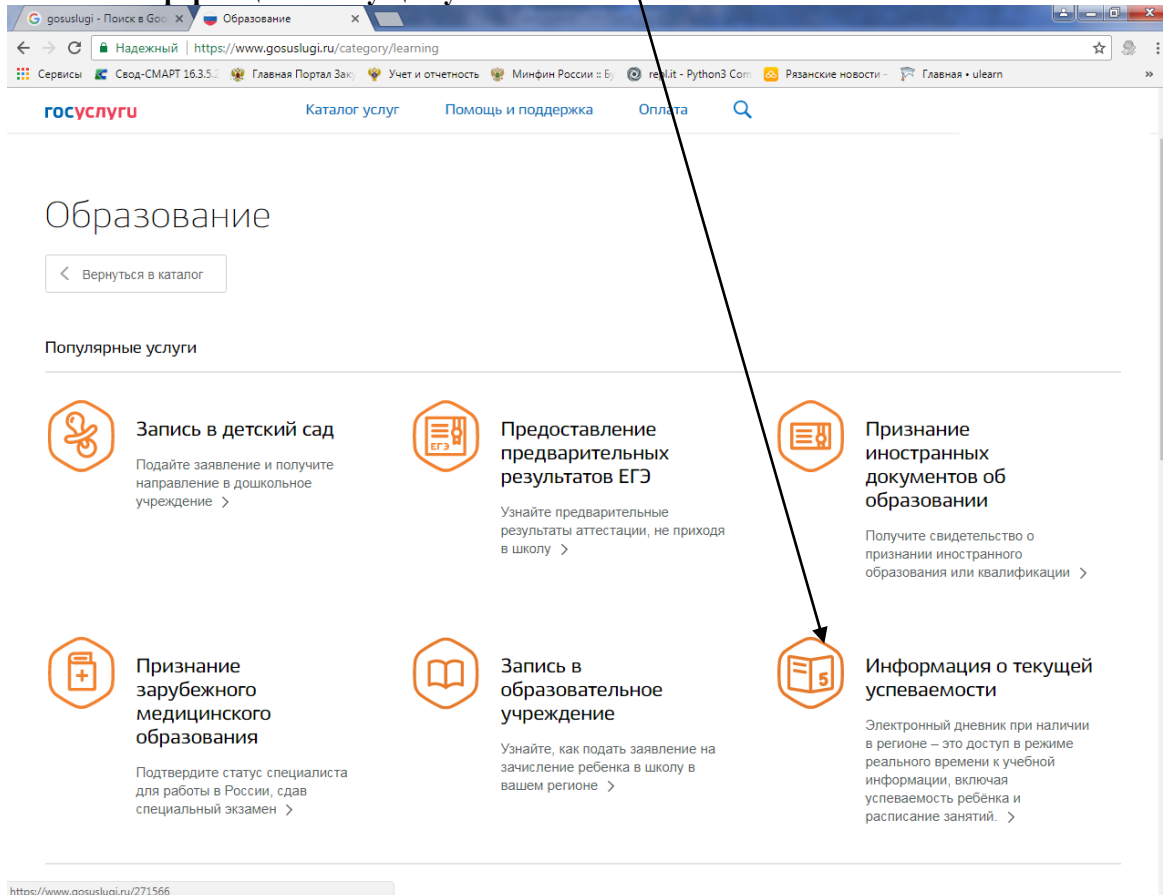 gosuslugi - Поиск в Goo
Образование
Надежный | https://www.gosuslugi.ru/category/learning
Сервисы Свод-СМАРТ 16.3.5. Главная Портал Зак Учет и отчетность Минфин России :: Б repl.it - Python3 Com Рязанские новости - Главная • ulearn »
госуслуги Каталог услуг Помощь и поддержка Оплата
Образование
Вернуться в каталог
Популярные услуги
Запись в детский сад
Подайте заявление и получите
направление в дошкольное
учреждение >
ЕГЭ
Предоставление
предварительных
результатов ЕГЭ
Узнайте предварительные
результаты аттестации, не приходя
в школу >
Признание
иностранных
документов об
образовании
Получите свидетельство о
признании иностранного
образования или квалификации >
Признание
зарубежного
медицинского
образования
Подтвердите статус специалиста
для работы в России, сдав
специальный экзамен >
Запись в
образовательное
учреждение
Узнайте, как подать заявление на
зачисление ребенка в школу в
вашем регионе >
5
Информация о текущей
успеваемости
Электронный дневник при наличии
в регионе – это доступ в режиме
реального времени к учебной
информации, включая
успеваемость ребёнка и
расписание занятий. >
https://www.gosuslugi.ru/271566